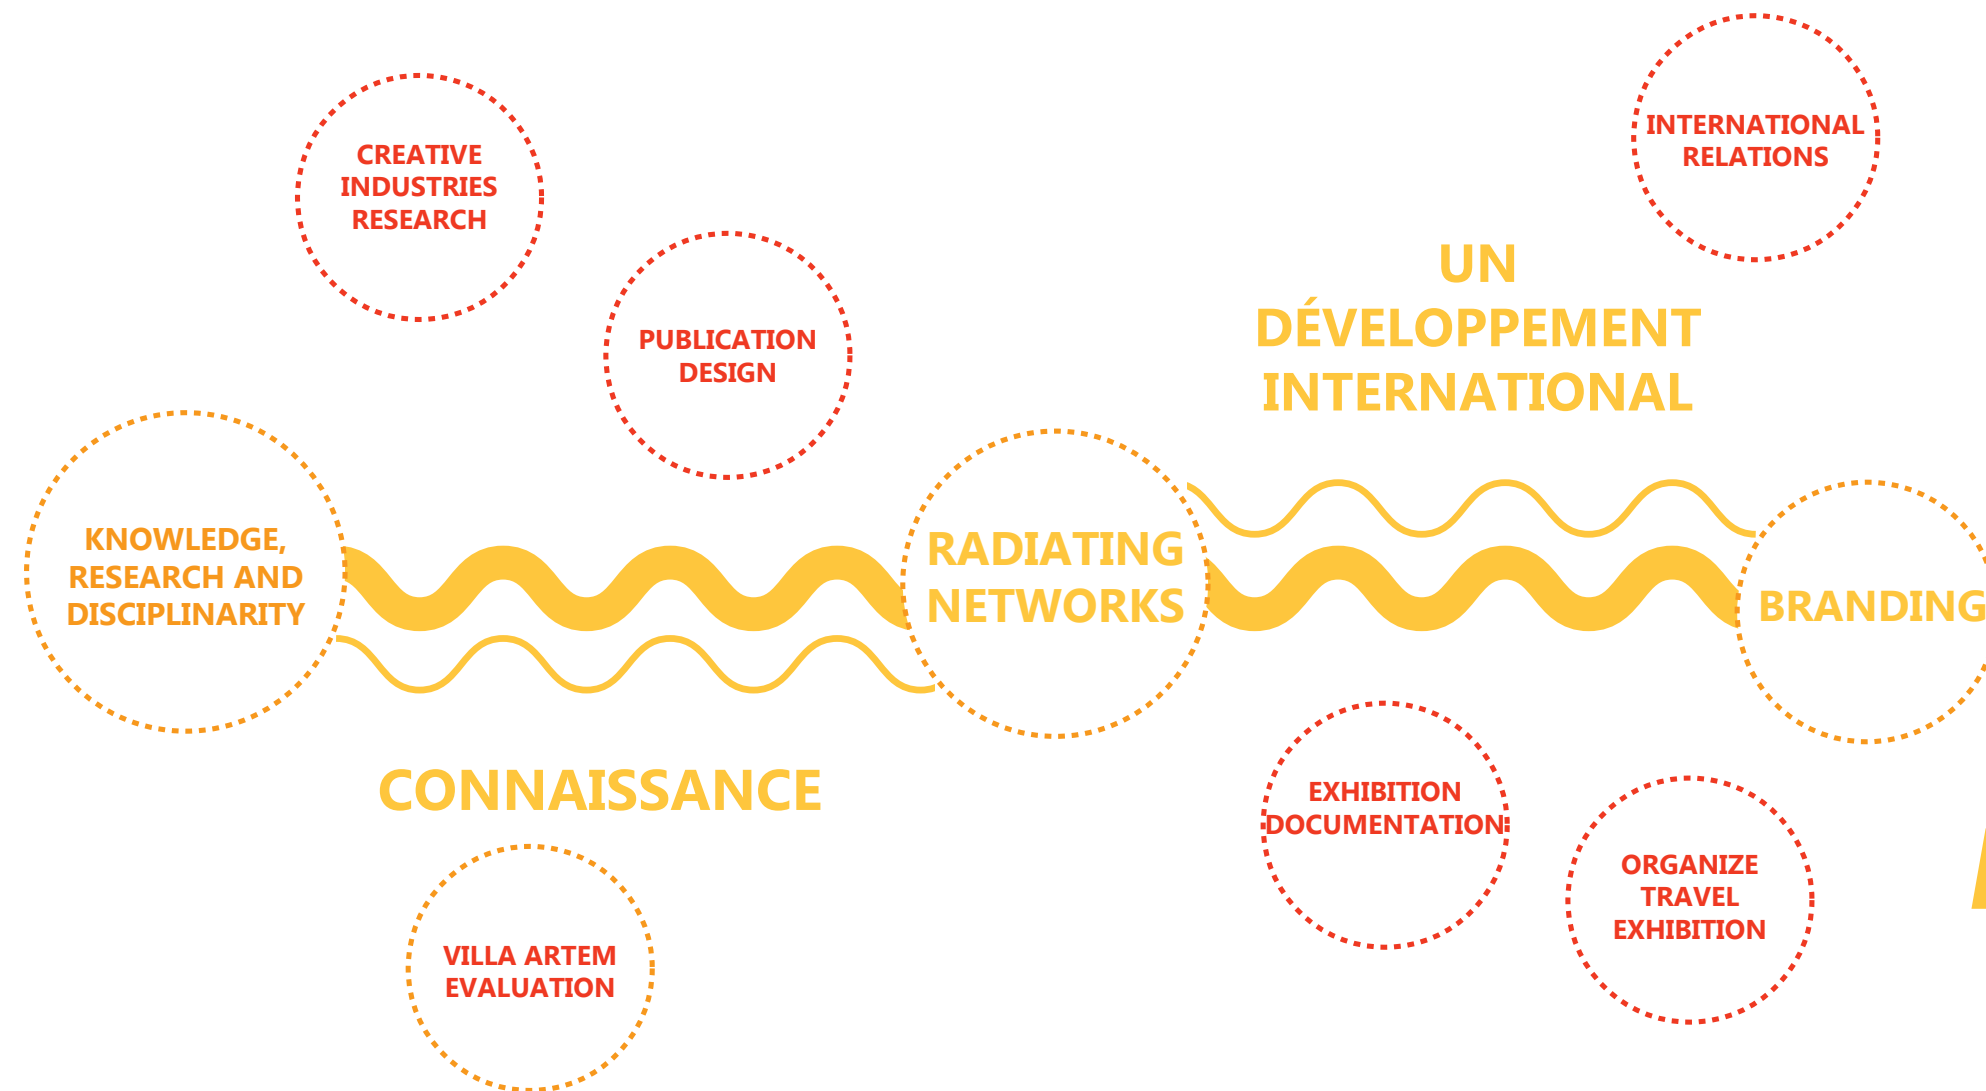 INTERNATIONAL
RELATIONS
CREATIVE
INDUSTRIES
RESEARCH
UN
DÉVELOPPEMENT
INTERNATIONAL
PUBLICATION
DESIGN
KNOWLEDGE,
RESEARCH AND
DISCIPLINARITY
RADIATING
NETWORKS
BRANDING
CONNAISSANCE
EXHIBITION
DOCUMENTATION
ORGANIZE
TRAVEL
EXHIBITION
VILLA ARTEM
EVALUATION